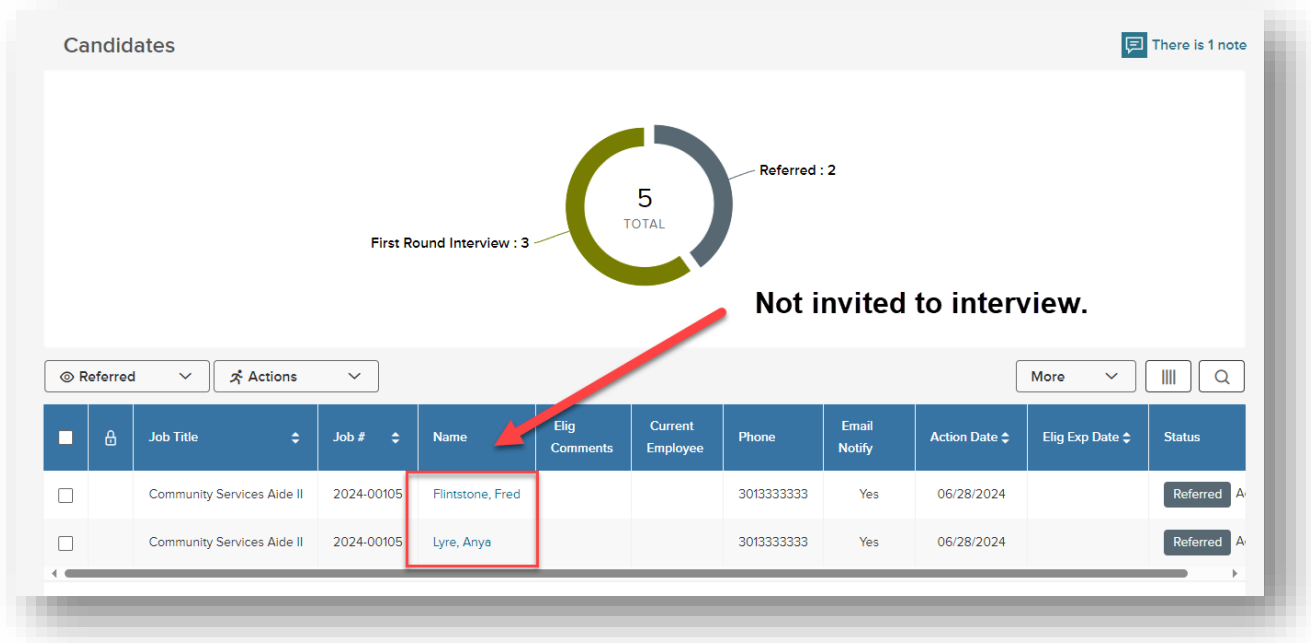 Candidates
There is 1 note
Referred : 2
5
TOTAL
First Round Interview : 3
Not invited to interview.
Referred
Actions
More
Job Title
Job #
Name
Elig
Comments
Current
Employee
Phone
Email
Notify
Action Date
Elig Exp Date
Status
Community Services Aide II 2024-00105 Flintstone, Fred 3013333333 Yes 06/28/2024 Referred A
Community Services Aide II 2024-00105 Lyre, Anya 3013333333 Yes 06/28/2024 Referred A